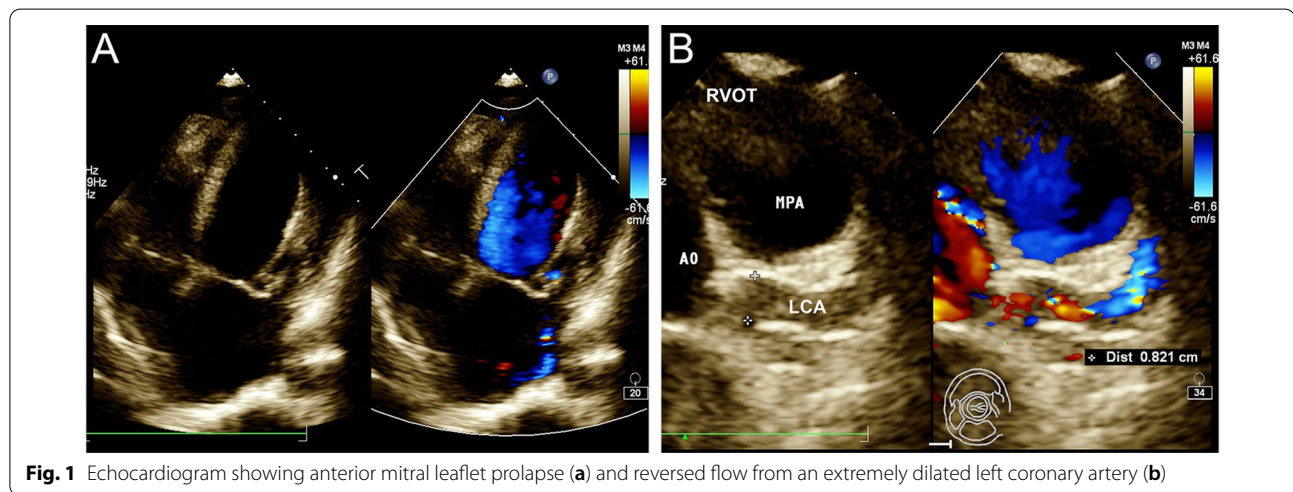 A
M3 M4
+61.6
P
Hz
9Hz
Hz
-61.6
cm/s
20
B
M3 M4
+61.6
P
RVOT
MPA
AO
LCA
-61.6
cm/s
Dist 0.821 cm
34
Fig. 1 Echocardiogram showing anterior mitral leaflet prolapse (a) and reversed flow from an extremely dilated left coronary artery (b)